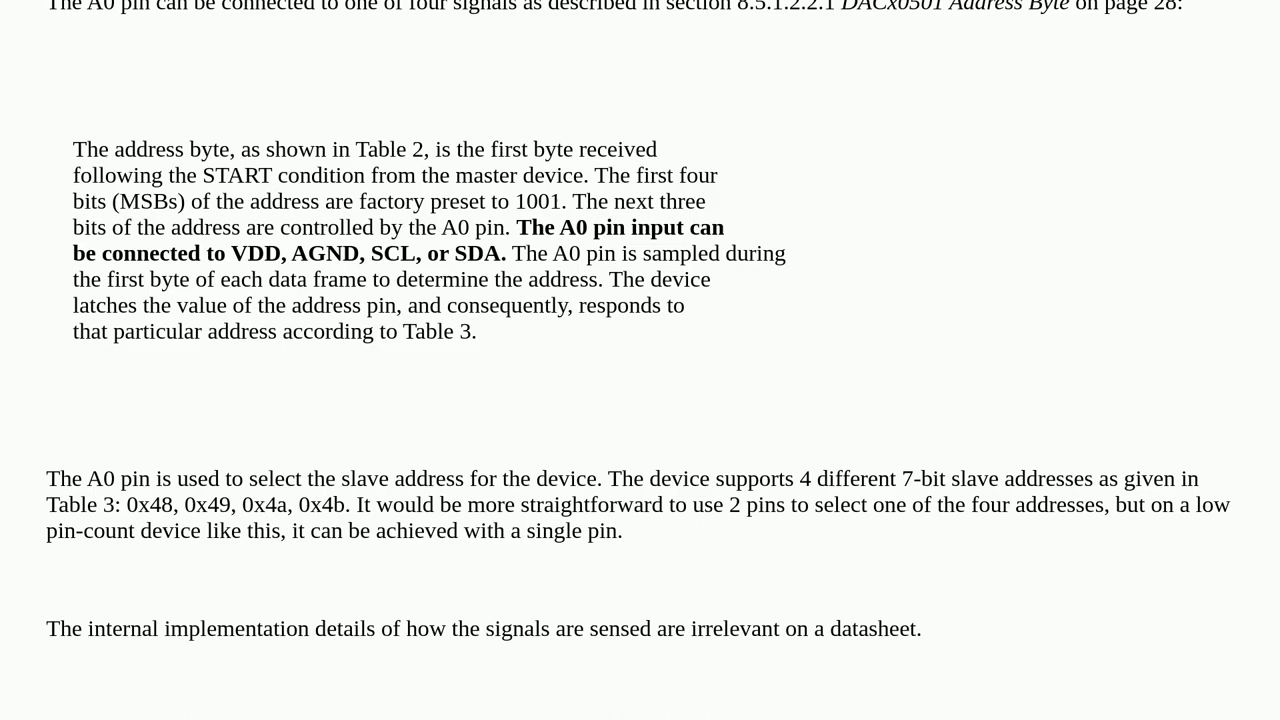 The A0 pin can be connected to one of four signals as described in section 8.5.1.2.2.1 DACx0501 Address Byte on page 28:
The address byte, as shown in Table 2, is the first byte received
following the START condition from the master device. The first four
bits (MSBs) of the address are factory preset to 1001. The next three
bits of the address are controlled by the A0 pin. The A0 pin input can
be connected to VDD, AGND, SCL, or SDA. The A0 pin is sampled during
the first byte of each data frame to determine the address. The device
latches the value of the address pin, and consequently, responds to
that particular address according to Table 3.
The A0 pin is used to select the slave address for the device. The device supports 4 different 7-bit slave addresses as given in
Table 3: 0x48, 0x49, 0x4a, 0x4b. It would be more straightforward to use 2 pins to select one of the four addresses, but on a low
pin-count device like this, it can be achieved with a single pin.
The internal implementation details of how the signals are sensed are irrelevant on a datasheet.